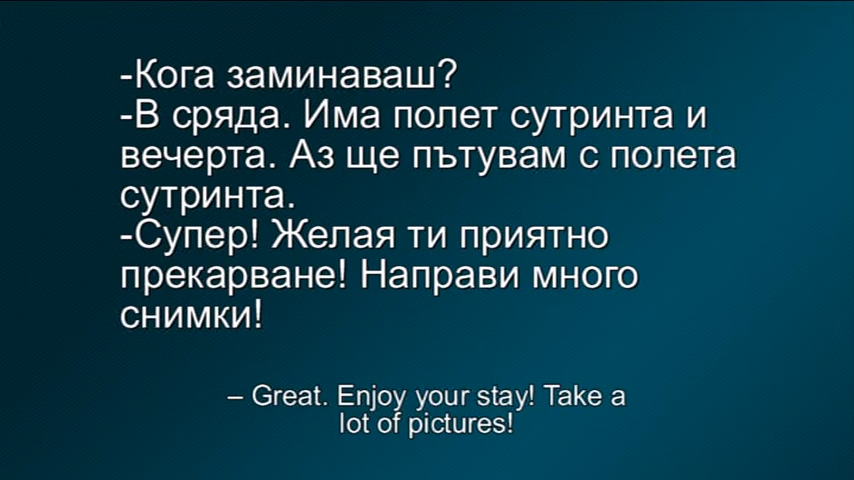 -Кога заминаваш?
-В сряда. Има полет сутринта и
вечерта. Аз ще пътувам с полета
сутринта.
-Супер! Желая ти приятно
прекарване! Направи много
снимки!
– Great. Enjoy your stay! Take a
lot of pictures!